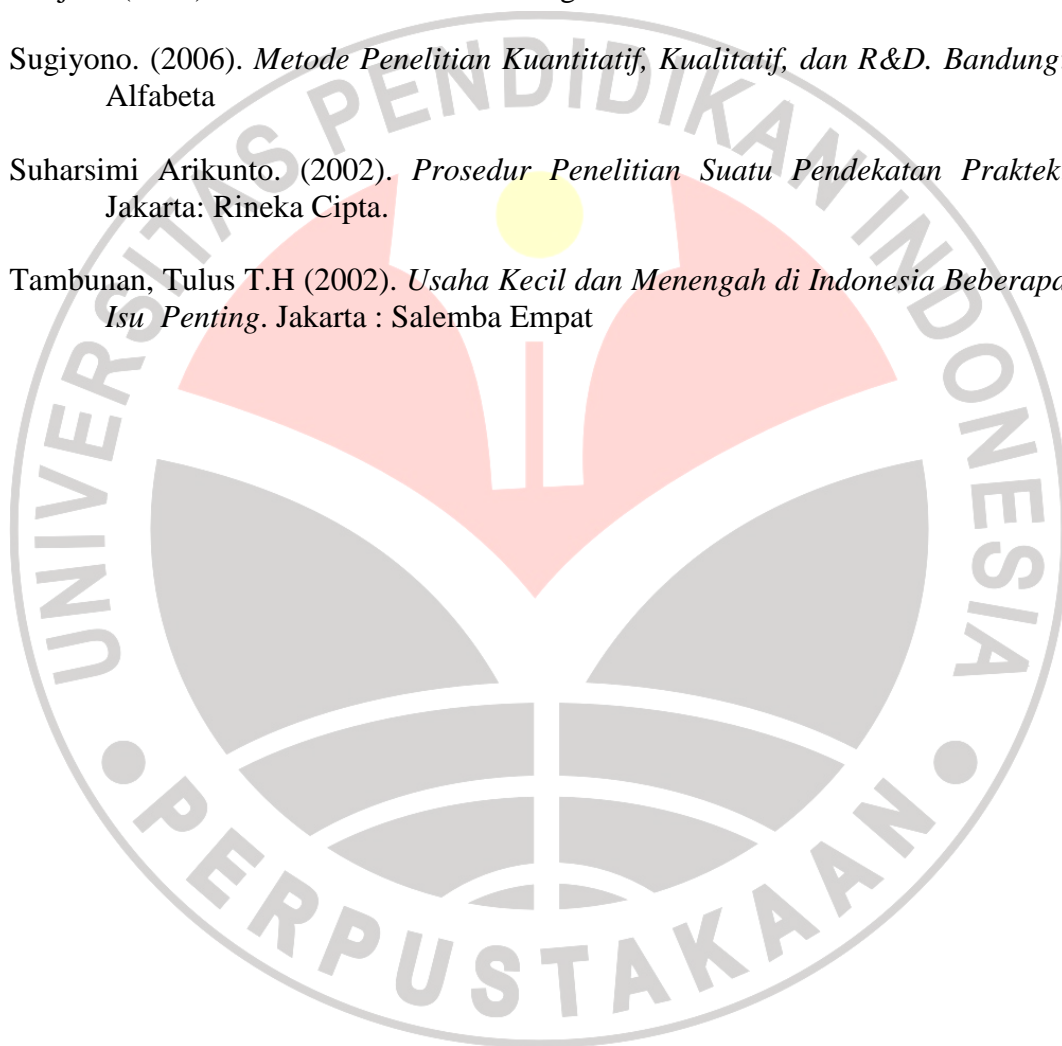 Sugiyono. (2006). Metode Penelitian Kuantitatif, Kualitatif, dan R&D. Bandung
Alfabeta
Suharsimi Arikunto. (2002). Prosedur Penelitian Suatu Pendekatan Praktek
Jakarta: Rineka Cipta.
Tambunan, Tulus T.H (2002). Usaha Kecil dan Menengah di Indonesia Beberapa
Isu Penting. Jakarta : Salemba Empat
UNIVERSITAS PENDIDIKAN INDONESIA
PERPUSTAKAAN